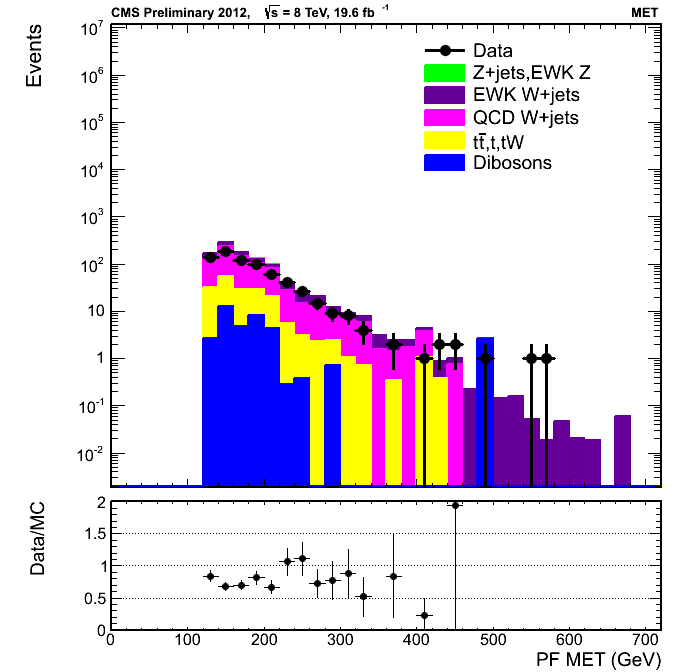 CMS Preliminary 2012, √s = 8 TeV, 19.6 fb⁻¹ MET
Events
10⁷
10⁶
10⁵
10⁴
10³
10²
10
1
10⁻¹
10⁻²
Data
Z+jets,EWK Z
EWK W+jets
QCD W+jets
tt̄,t,tW
Dibosons
Data/MC
2
1.5
1
0.5
0
0 100 200 300 400 500 600 700
PF MET (GeV)